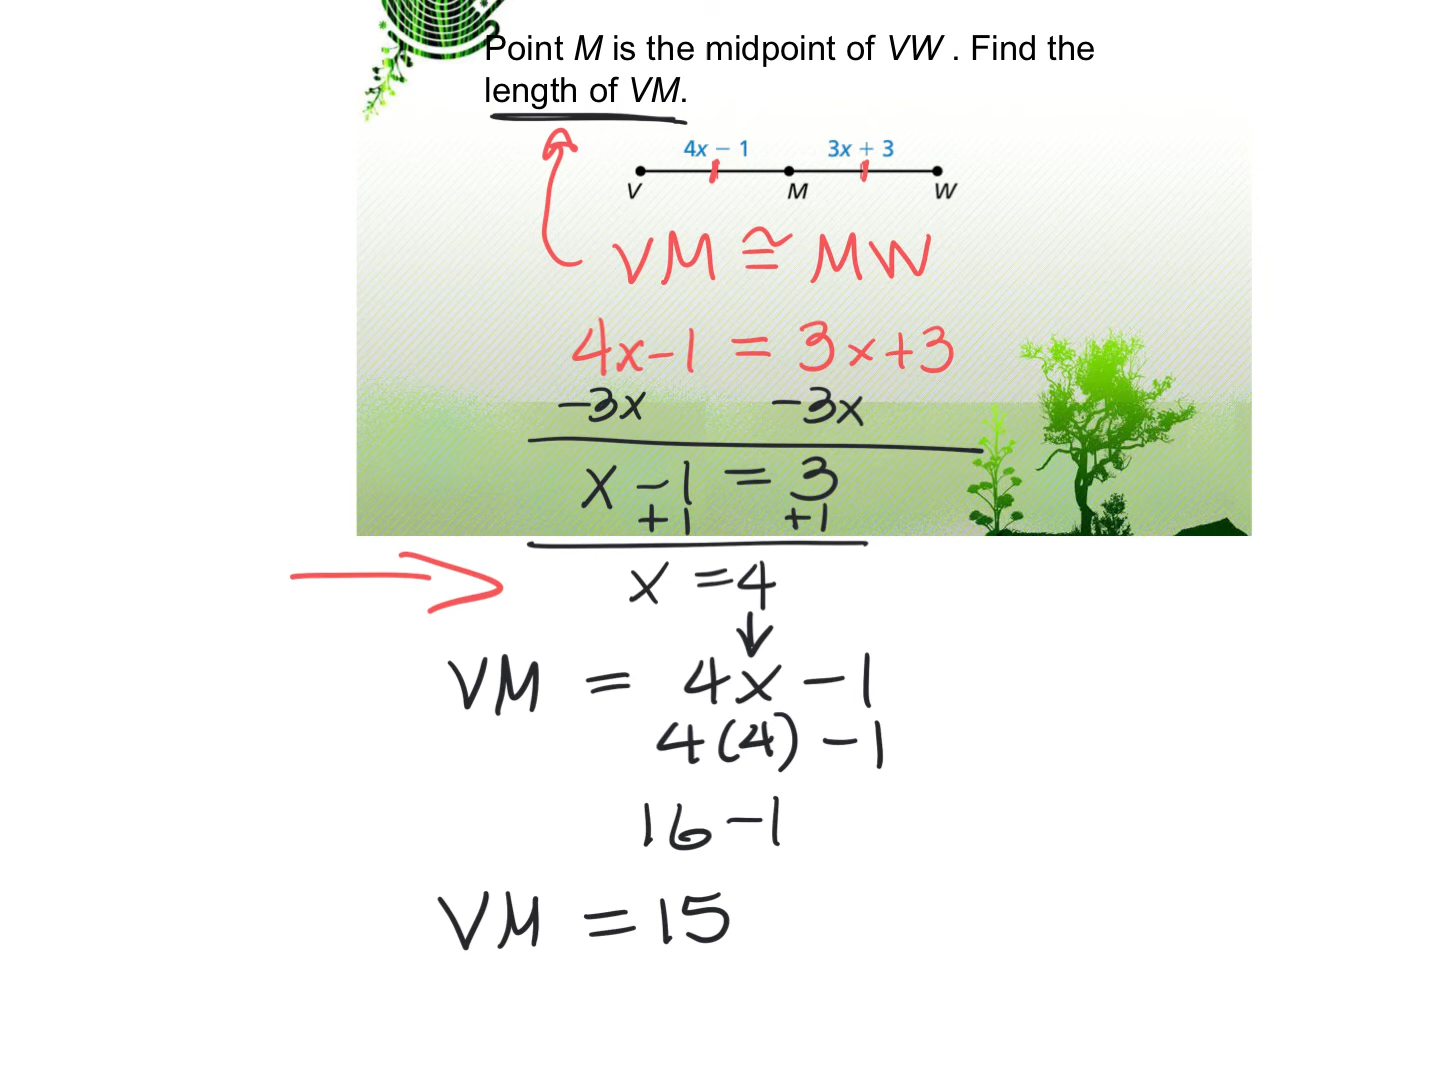 Point M is the midpoint of VW . Find the
length of VM.
4x − 1 3x + 3
V M W
VM ≅ MW
4x-1 = 3x+3
-3x -3x
x -1 = 3
+1 +1
x = 4
VM = 4x - 1
4(4) - 1
16 - 1
VM = 15